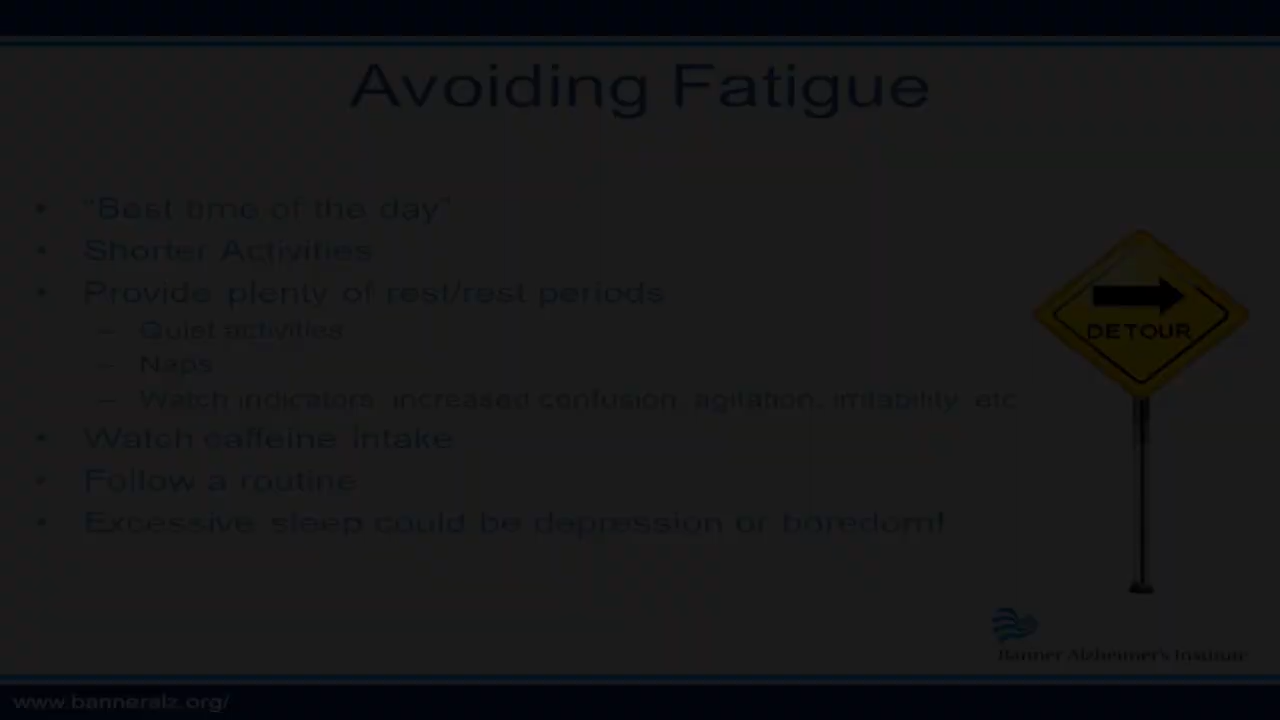 Avoiding Fatigue
• "Best time of the day"
• Shorter Activities
• Provide plenty of rest/rest periods
– Quiet activities
– Naps
– Watch indicators: increased confusion, agitation, irritability, etc
• Watch caffeine intake
• Follow a routine
• Excessive sleep could be depression or boredom!
DETOUR
Banner Alzheimer's Institute
www.banneralz.org/